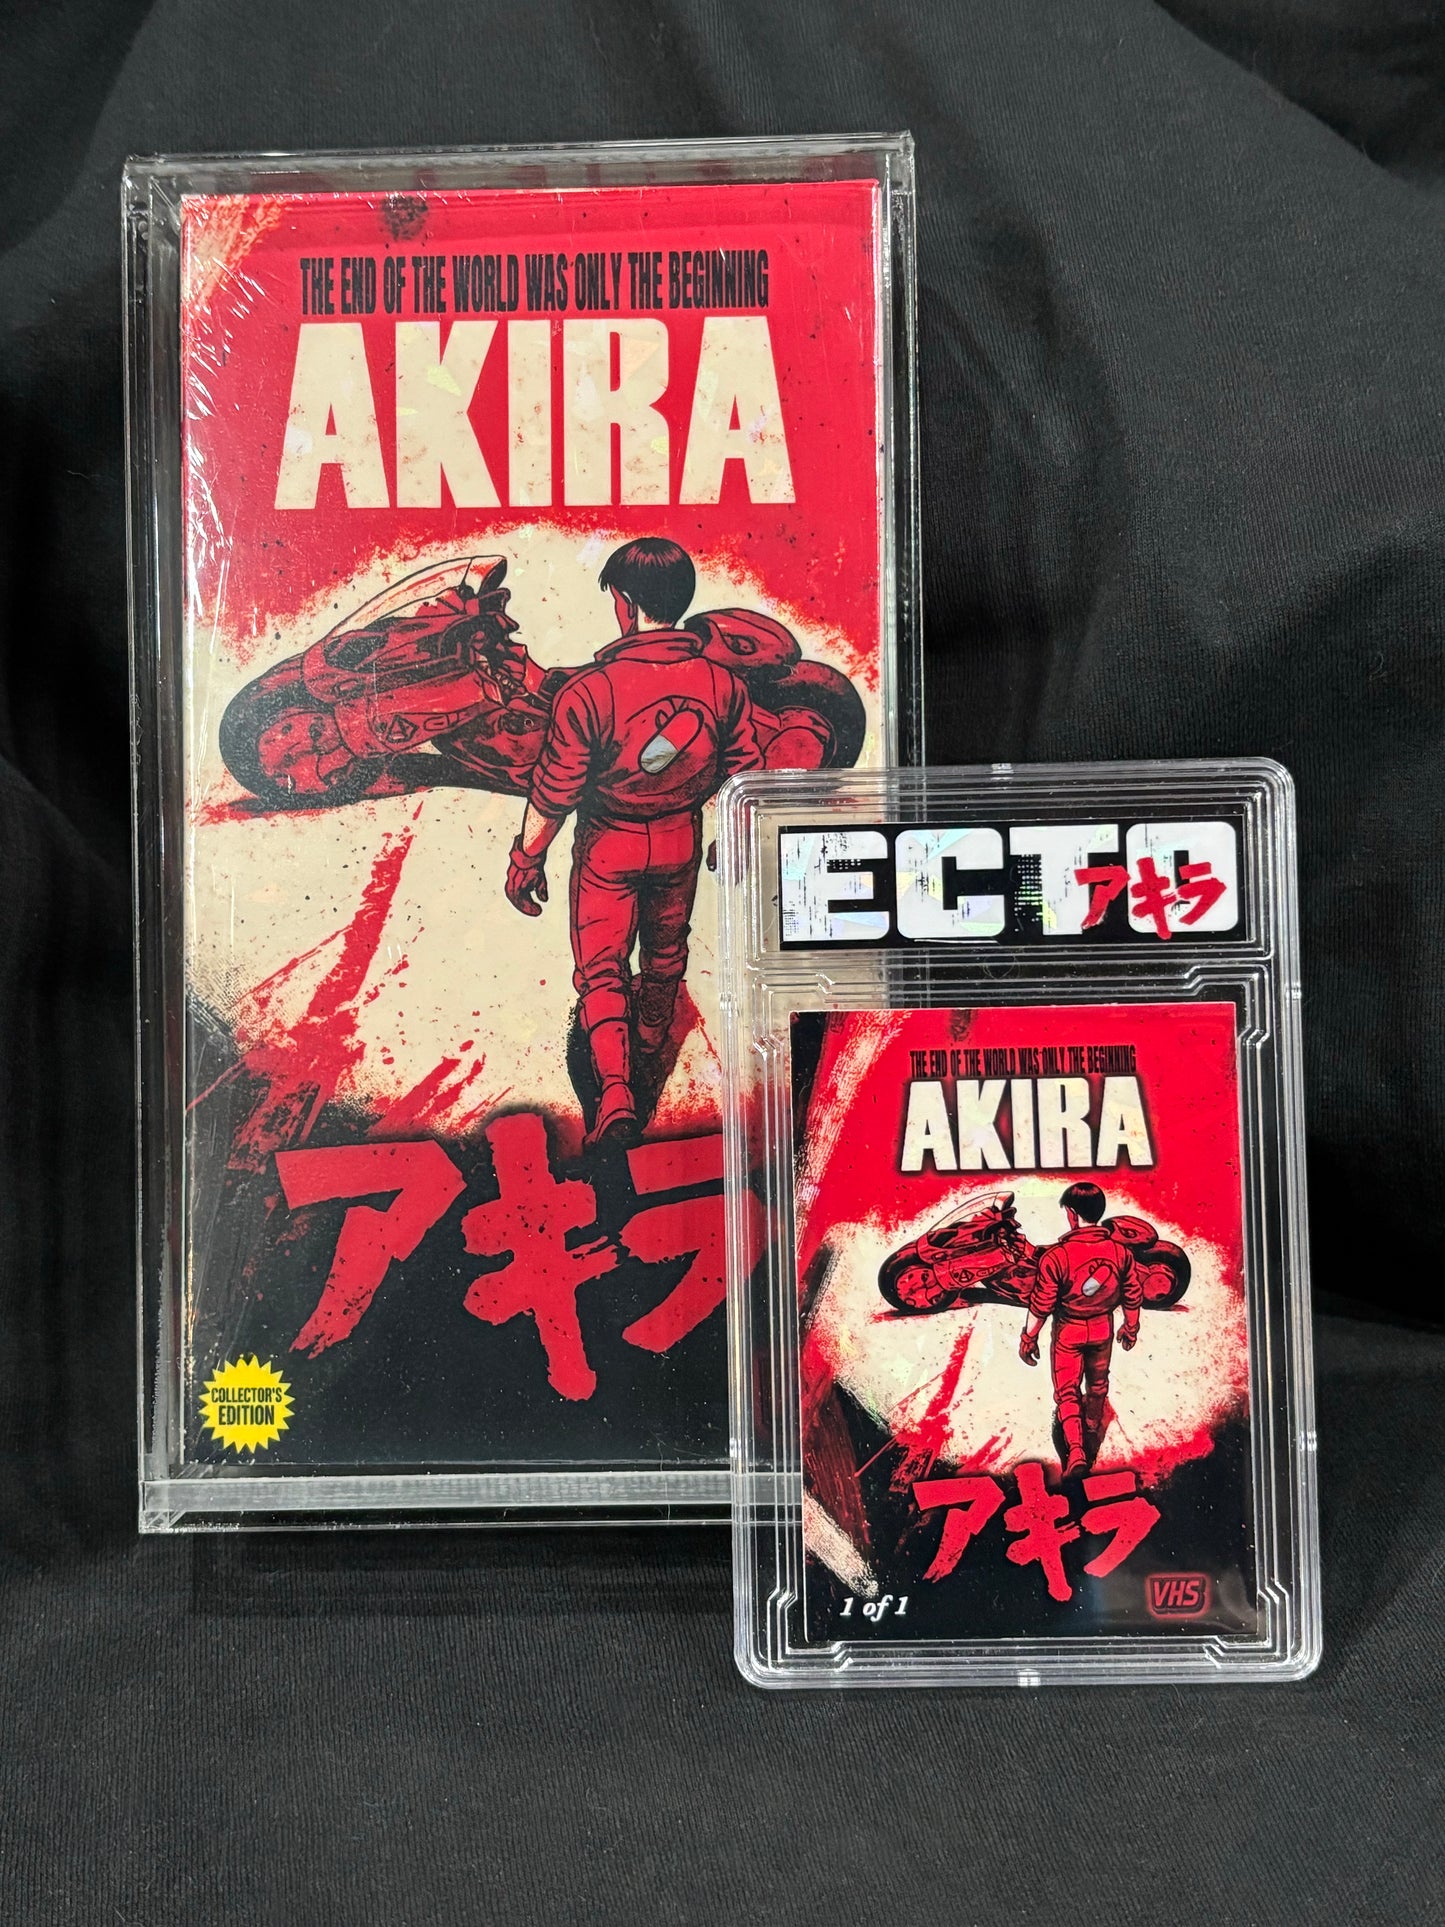 THE END OF THE WORLD WAS ONLY THE BEGINNING
AKIRA
アキラ
COLLECTOR'S
EDITION
ECTO
アキラ
THE END OF THE WORLD WAS ONLY THE BEGINNING
AKIRA
アキラ
1 of 1
VHS